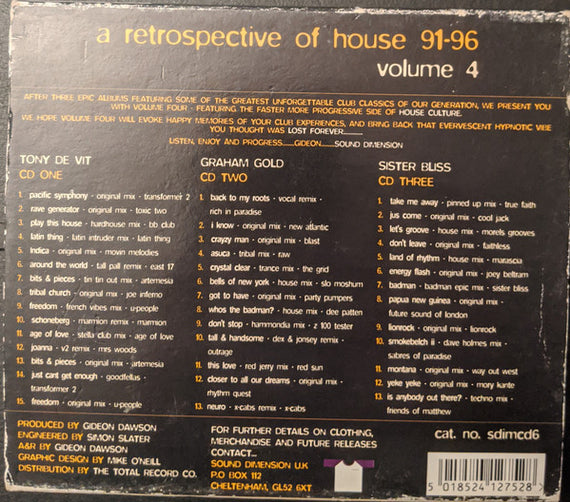 a retrospective of house 91-96
volume 4
AFTER THREE EPIC ALBUMS FEATURING SOME OF THE GREATEST UNFORGETTABLE CLUB CLASSICS OF OUR GENERATION, WE PRESENT YOU
WITH VOLUME FOUR - FEATURING THE FASTER MORE PROGRESSIVE SIDE OF HOUSE CULTURE.
WE HOPE VOLUME FOUR WILL EVOKE HAPPY MEMORIES OF YOUR CLUB EXPERIENCES, AND BRING BACK THAT EVERVESCENT HYPNOTIC VIBE
YOU THOUGHT WAS LOST FOREVER.........
LISTEN, ENJOY AND PROGRESS......GIDEON......SOUND DIMENSION
TONY DE VIT
CD ONE
1. pacific symphony · original mix · transformer 2
2. rave generator · original mix · toxic two
3. play this house · hardhouse mix · bb club
4. latin thing · latin intruder mix · latin thing
5. indica · original mix · movin melodies
6. around the world · tall pall remix · east 17
7. bits & pieces · tin tin out mix · artemesia
8. tribal church · original mix · joe inferno
9. freedom · french vibes mix · u-people
10. schoneberg · marmion remix · marmion
11. age of love · stella club mix · age of love
12. joanna · v2 remix · mrs woods
13. bits & pieces · original mix · artemesia
14. just cant get enough · goodfellas ·
transformer 2
15. freedom · original mix · u-people
GRAHAM GOLD
CD TWO
1. back to my roots · vocal remix ·
rich in paradise
2. i know · original mix · new atlantic
3. crayzy man · original mix · blast
4. asuca · tribal mix · raw
5. crystal clear · trance mix · the grid
6. bells of new york · house mix · slo moshum
7. got to have · original mix · party pumpers
8. whos the badman? · house mix · dee patten
9. don't stop · hammondia mix · z 100 tester
10. tall & handsome · dex & jonsey remix ·
outrage
11. this love · red jerry mix · red sun
12. closer to all our dreams · original mix ·
rhythm quest
13. neuro · x-cabs remix · x-cabs
SISTER BLISS
CD THREE
1. take me away · pinned up mix · true faith
2. jus come · original mix · cool jack
3. let's groove · house mix · morels grooves
4. don't leave · original mix · faithless
5. land of rhythm · house mix · marascia
6. energy flash · original mix · joey beltram
7. badman · badman epic mix · sister bliss
8. papua new guinea · original mix ·
future sound of london
9. lionrock · original mix · lionrock
10. smokebelch ii · dave holmes mix ·
sabres of paradise
11. montana · original mix · way out west
12. yeke yeke · original mix · mory kante
13. is anybody out there? · techno mix ·
friends of matthew
PRODUCED BY GIDEON DAWSON
ENGINEERED BY SIMON SLATER
A&R BY GIDEON DAWSON
GRAPHIC DESIGN BY MIKE O'NEILL
DISTRIBUTION BY THE TOTAL RECORD CO.
FOR FURTHER DETAILS ON CLOTHING,
MERCHANDISE AND FUTURE RELEASES
CONTACT...
SOUND DIMENSION U.K
P.O BOX 112
CHELTENHAM, GL52 6XT
cat. no. sdimcd6
5 018524 127528 >